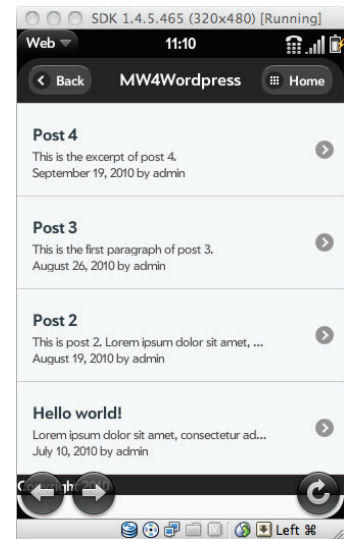 SDK 1.4.5.465 (320x480) [Running]
Web 11:10
Back MW4Wordpress Home
Post 4
This is the excerpt of post 4.
September 19, 2010 by admin
Post 3
This is the first paragraph of post 3.
August 26, 2010 by admin
Post 2
This is post 2. Lorem ipsum dolor sit amet, ...
August 19, 2010 by admin
Hello world!
Lorem ipsum dolor sit amet, consectetur ad...
July 10, 2010 by admin
Copyright 2010
Left ⌘